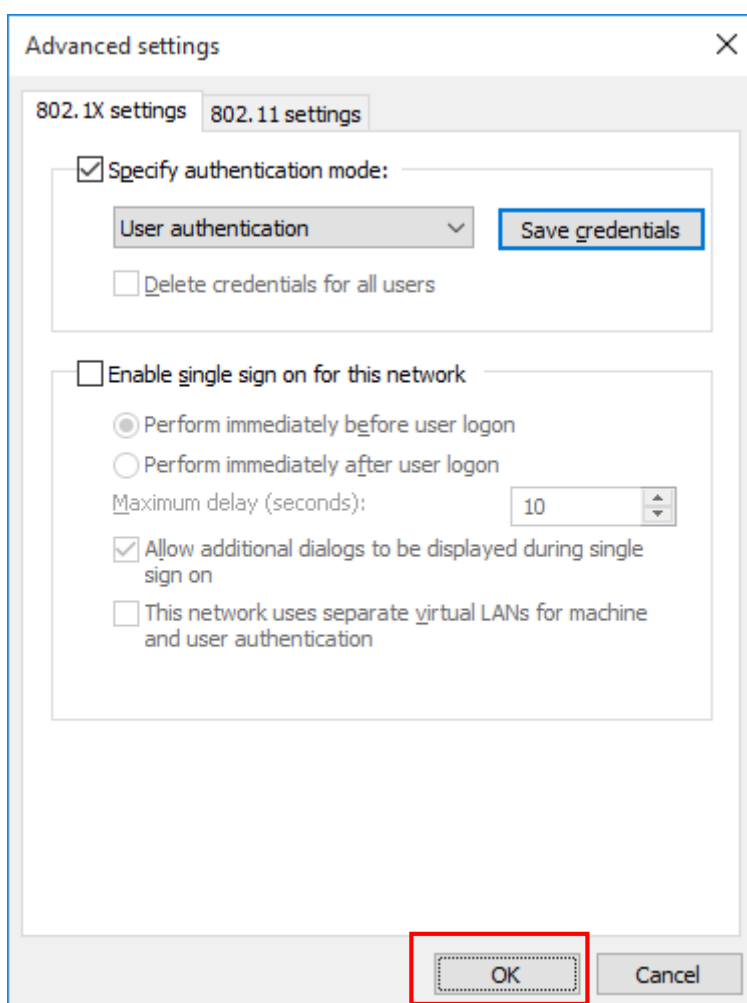 Advanced settings
802.1X settings
802.11 settings
Specify authentication mode:
User authentication
Save credentials
Delete credentials for all users
Enable single sign on for this network
Perform immediately before user logon
Perform immediately after user logon
Maximum delay (seconds):
10
Allow additional dialogs to be displayed during single
sign on
This network uses separate virtual LANs for machine
and user authentication
OK
Cancel